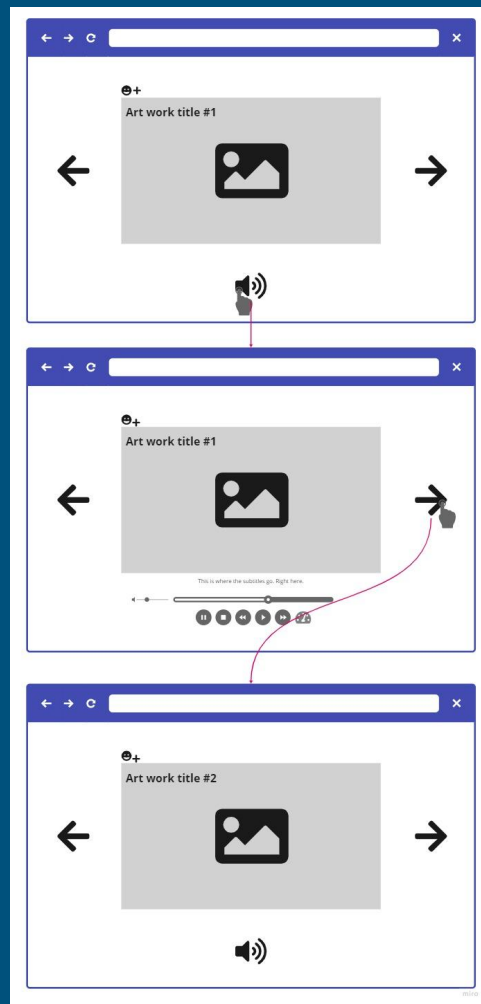 Art work title #1
Art work title #1
This is where the subtitles go. Right here.
Art work title #2
miro